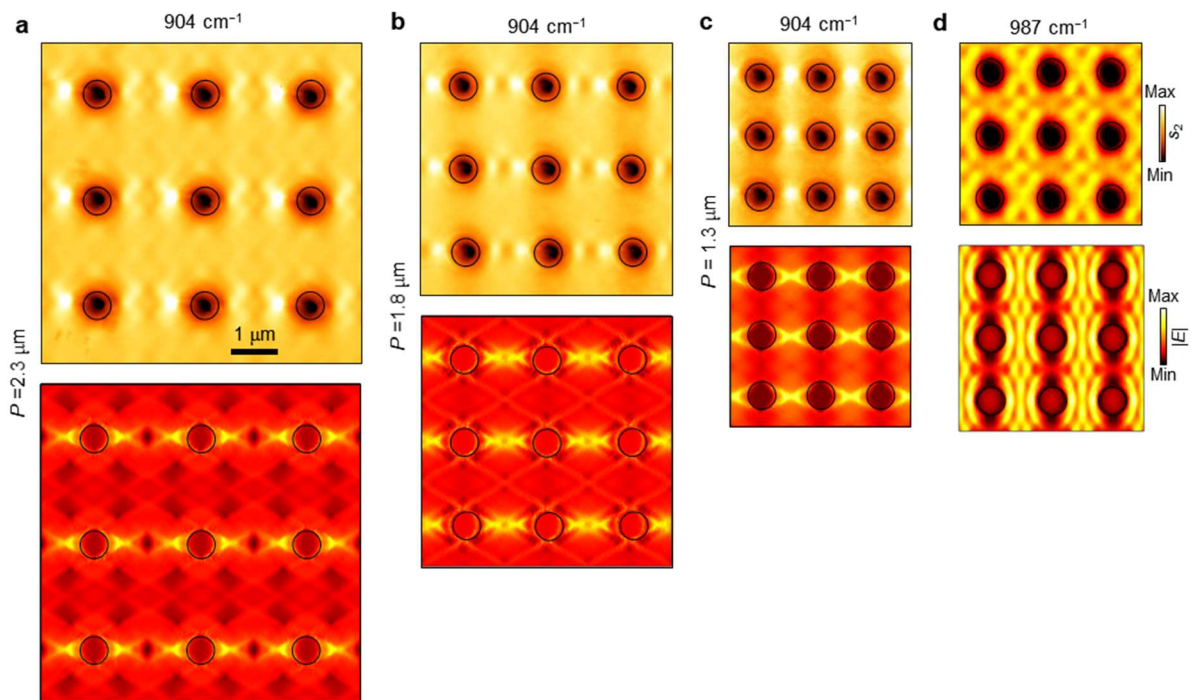 a
904 cm⁻¹
P =2.3 µm
1 µm
b
904 cm⁻¹
P =1.8 µm
c
904 cm⁻¹
P = 1.3 µm
d
987 cm⁻¹
Max
s₂
Min
Max
|E|
Min